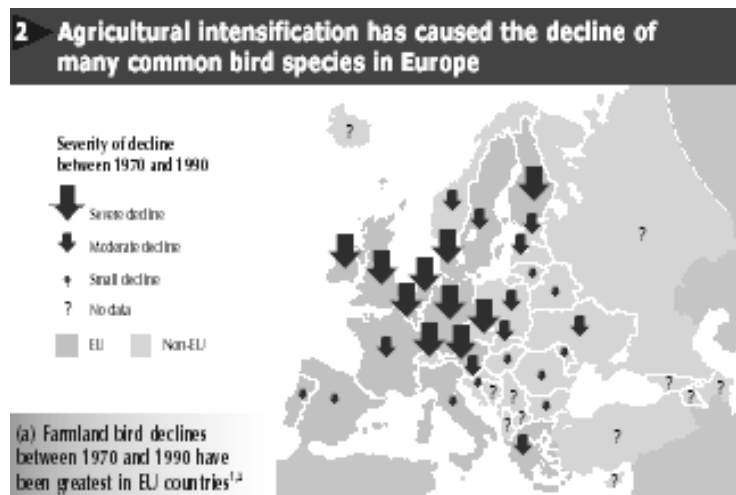 2 Agricultural intensification has caused the decline of
many common bird species in Europe
Severity of decline
between 1970 and 1990
Severe decline
Moderate decline
Small decline
? No data
EU Non-EU
?
?
? ? ?
? ?
? ?
?
?
(a) Farmland bird declines
between 1970 and 1990 have
been greatest in EU countries